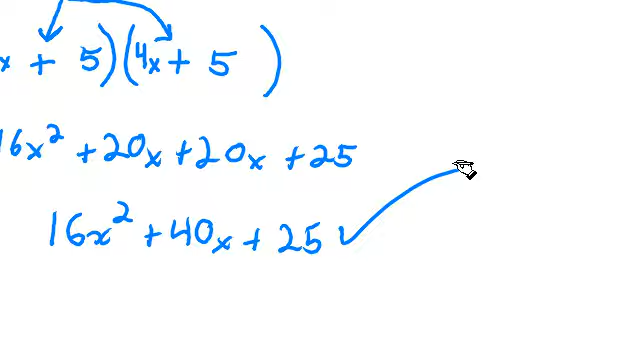 x + 5)(4x + 5 )
16x² + 20x + 20x + 25
16x² + 40x + 25 ✓